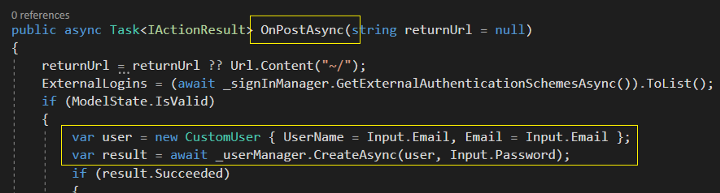 0 references
public async Task<IActionResult> OnPostAsync(string returnUrl = null)
{
returnUrl = returnUrl ?? Url.Content("~/");
ExternalLogins = (await _signInManager.GetExternalAuthenticationSchemesAsync()).ToList();
if (ModelState.IsValid)
{
var user = new CustomUser { UserName = Input.Email, Email = Input.Email };
var result = await _userManager.CreateAsync(user, Input.Password);
if (result.Succeeded)
{